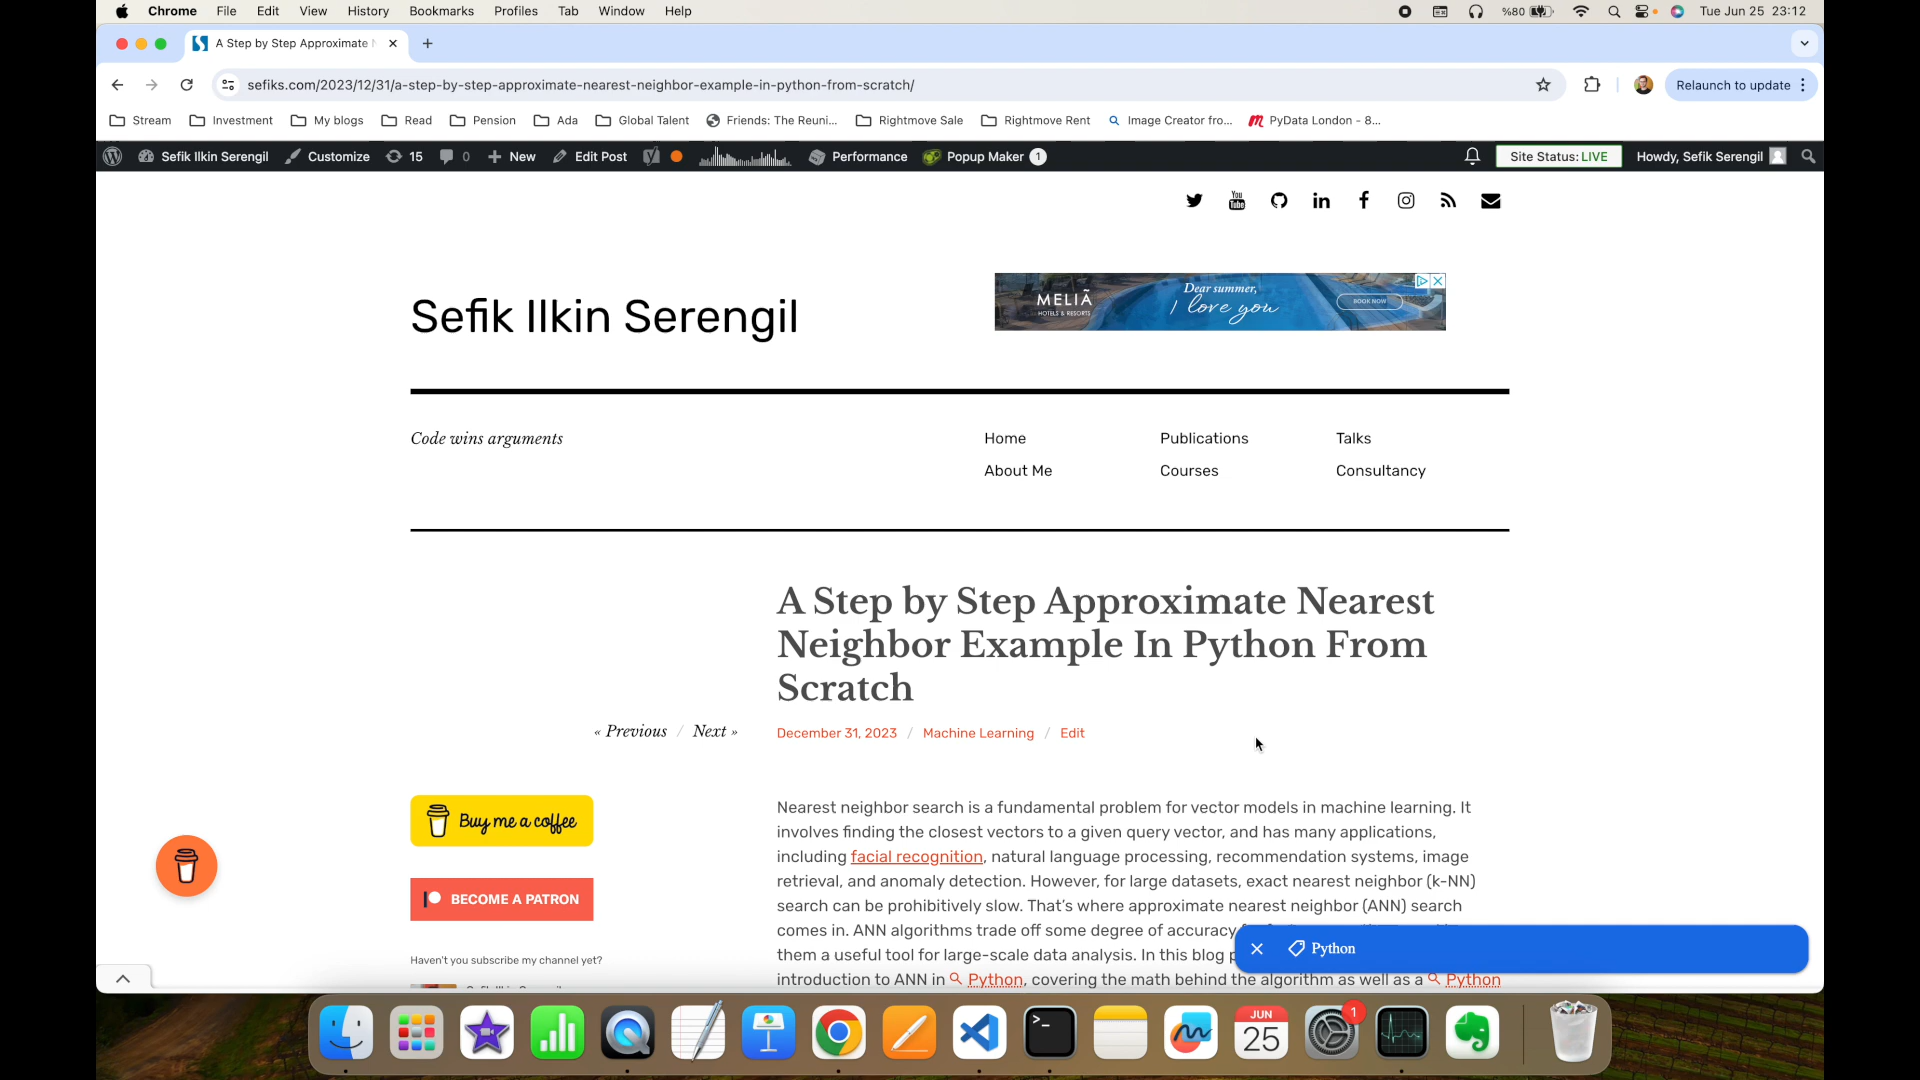 Chrome File Edit View History Bookmarks Profiles Tab Window Help %80 Tue Jun 25 23:12
A Step by Step Approximate N
sefiks.com/2023/12/31/a-step-by-step-approximate-nearest-neighbor-example-in-python-from-scratch/ Relaunch to update
Stream Investment My blogs Read Pension Ada Global Talent Friends: The Reuni... Rightmove Sale Rightmove Rent Image Creator fro... PyData London - 8...
Sefik Ilkin Serengil Customize 15 0 New Edit Post Performance Popup Maker 1 Site Status: LIVE Howdy, Sefik Serengil
You
Tube
in
Sefik Ilkin Serengil
MELIÃ
HOTELS & RESORTS
Dear summer,
I love you
BOOK NOW
Code wins arguments
Home Publications Talks
About Me Courses Consultancy
A Step by Step Approximate Nearest
Neighbor Example In Python From
Scratch
« Previous / Next »
December 31, 2023 / Machine Learning / Edit
Buy me a coffee
BECOME A PATRON
Haven't you subscribe my channel yet?
Nearest neighbor search is a fundamental problem for vector models in machine learning. It
involves finding the closest vectors to a given query vector, and has many applications,
including facial recognition, natural language processing, recommendation systems, image
retrieval, and anomaly detection. However, for large datasets, exact nearest neighbor (k-NN)
search can be prohibitively slow. That's where approximate nearest neighbor (ANN) search
comes in. ANN algorithms trade off some degree of accuracy
them a useful tool for large-scale data analysis. In this blog
introduction to ANN in Python, covering the math behind the algorithm as well as a Python
Python
JUN
25
1